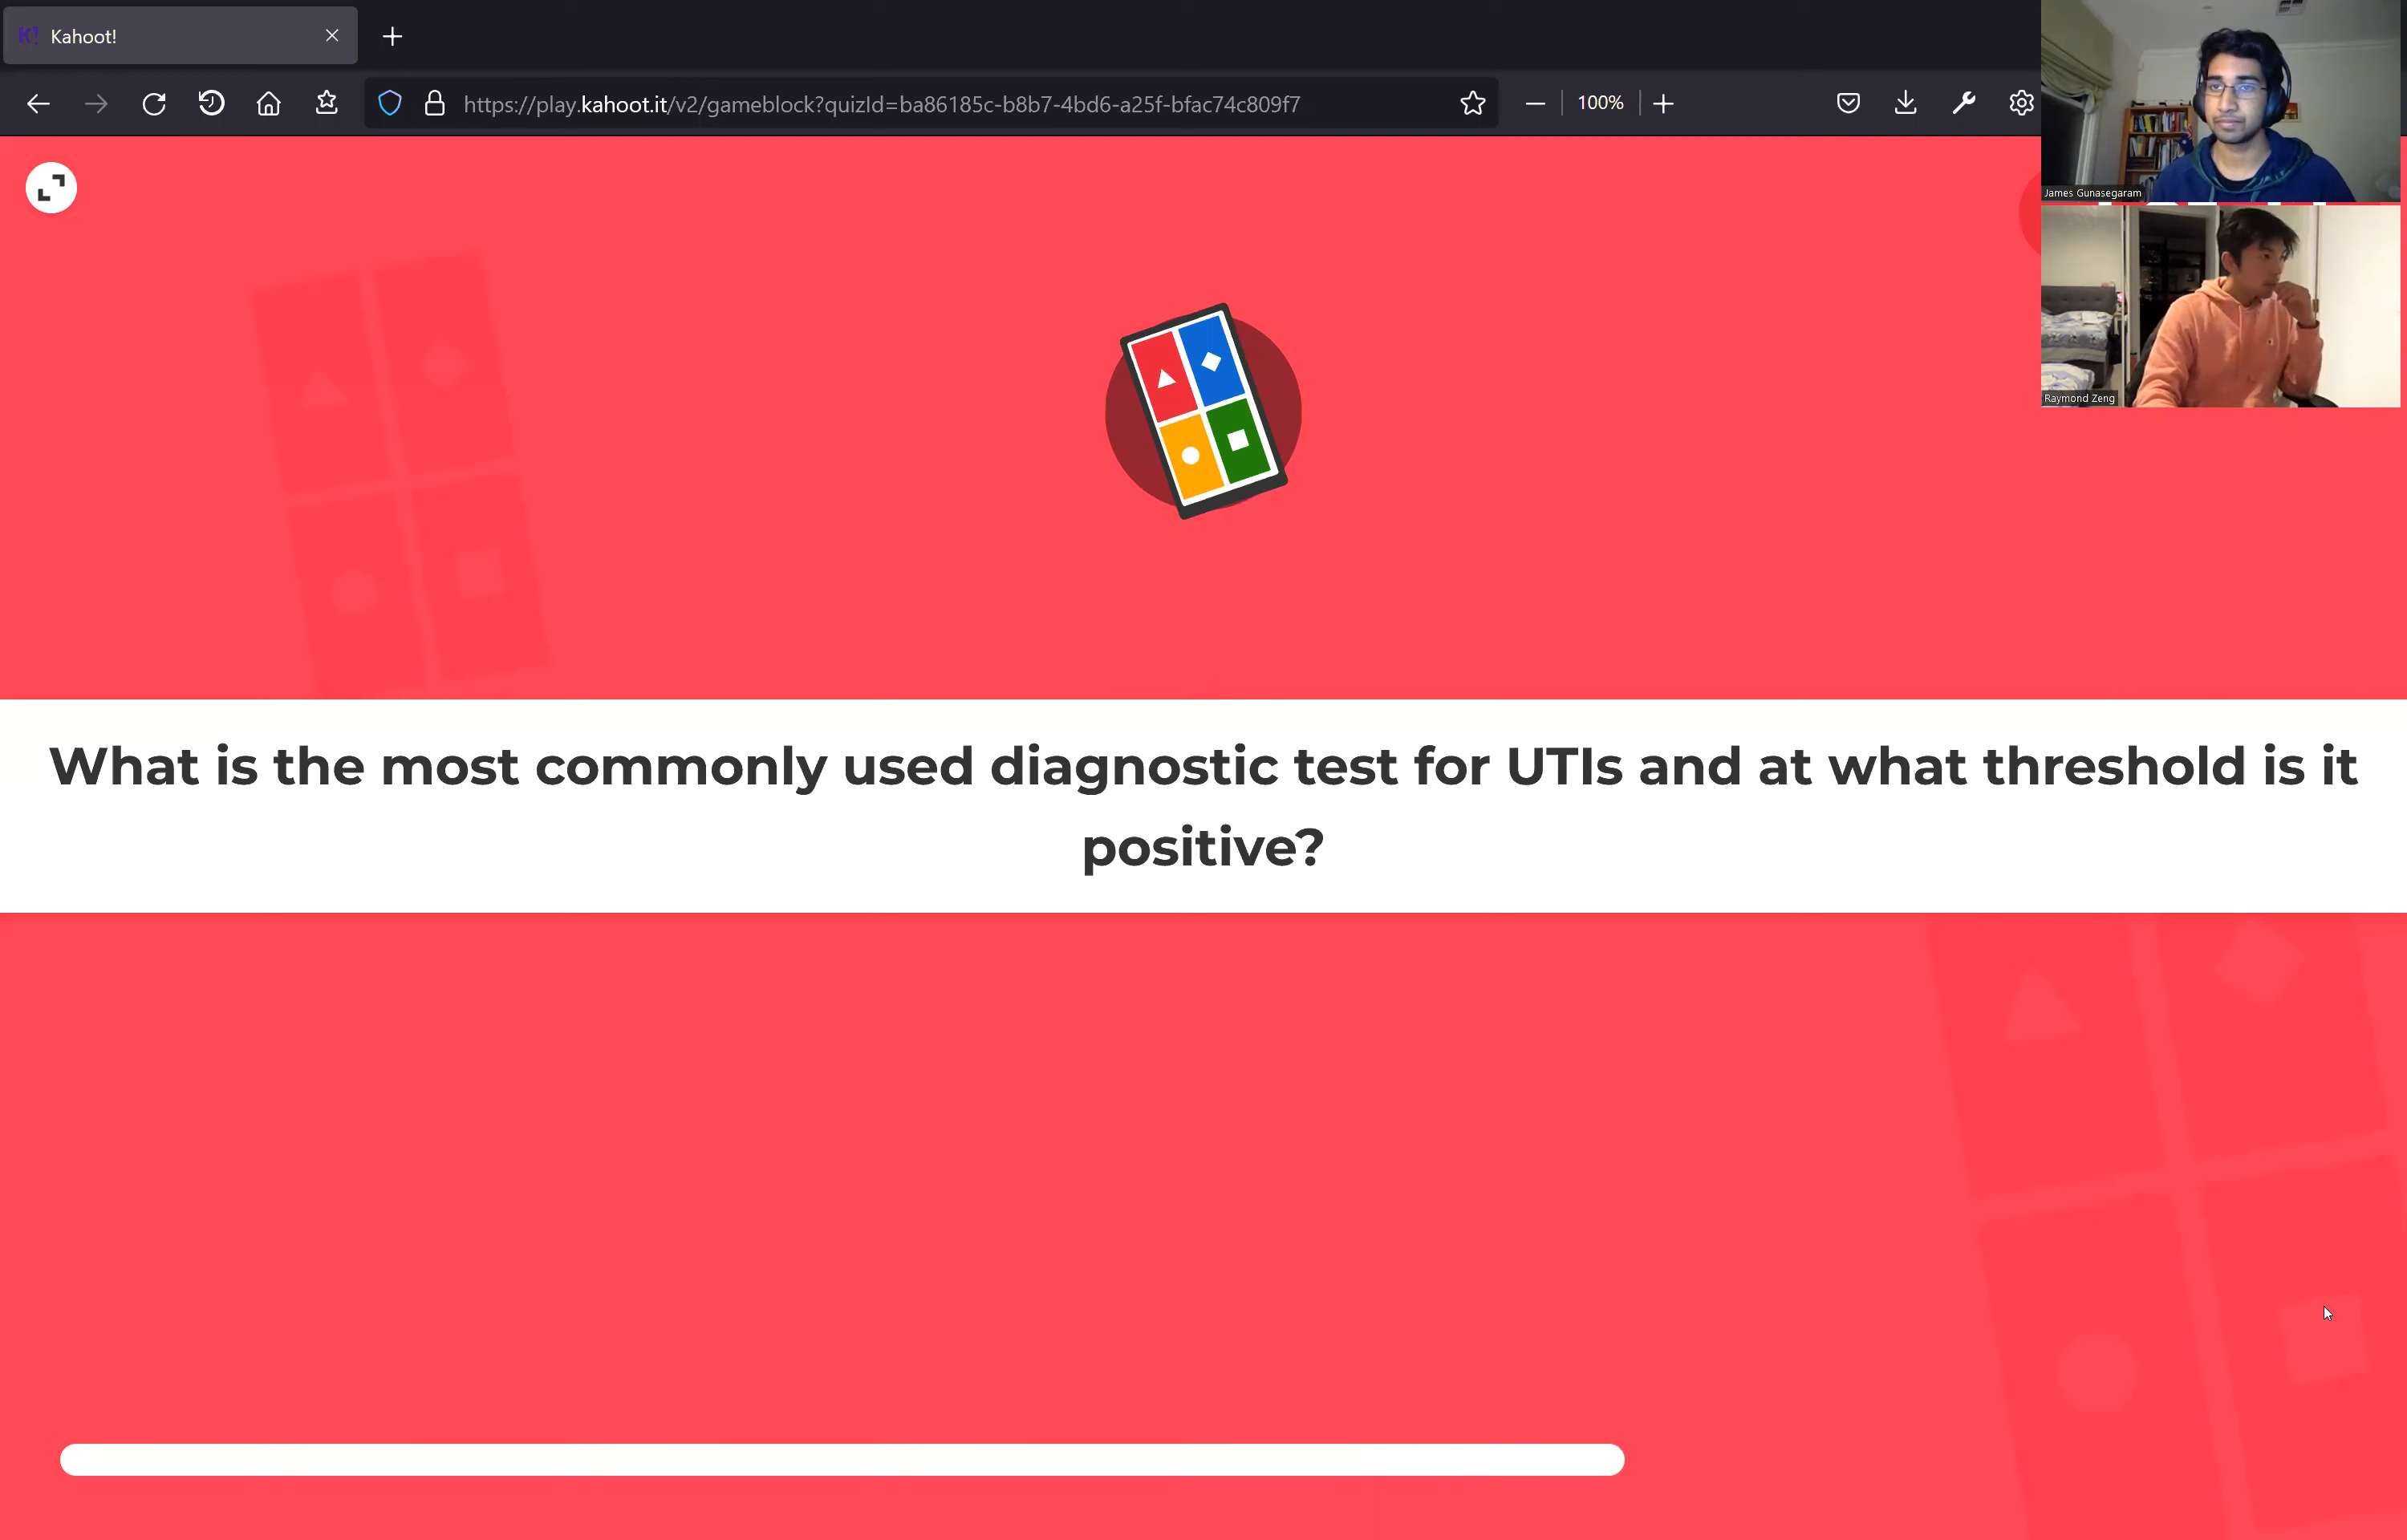 K! Kahoot!
https://play.kahoot.it/v2/gameblock?quizId=ba86185c-b8b7-4bd6-a25f-bfac74c809f7
100%
James Gunasegaram
Raymond Zeng
What is the most commonly used diagnostic test for UTIs and at what threshold is it
positive?